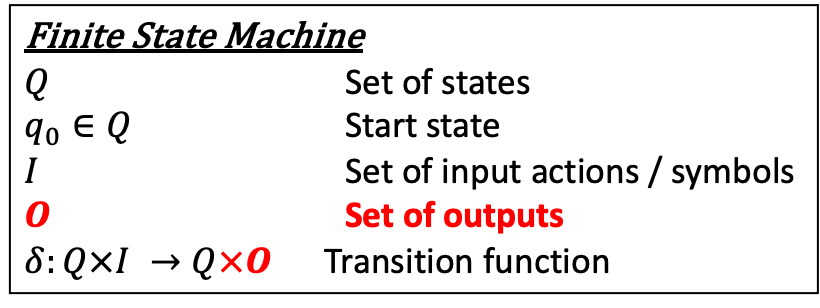 Finite State Machine
Q Set of states
q₀ ∈ Q Start state
I Set of input actions / symbols
O Set of outputs
δ: Q×I → Q×O Transition function